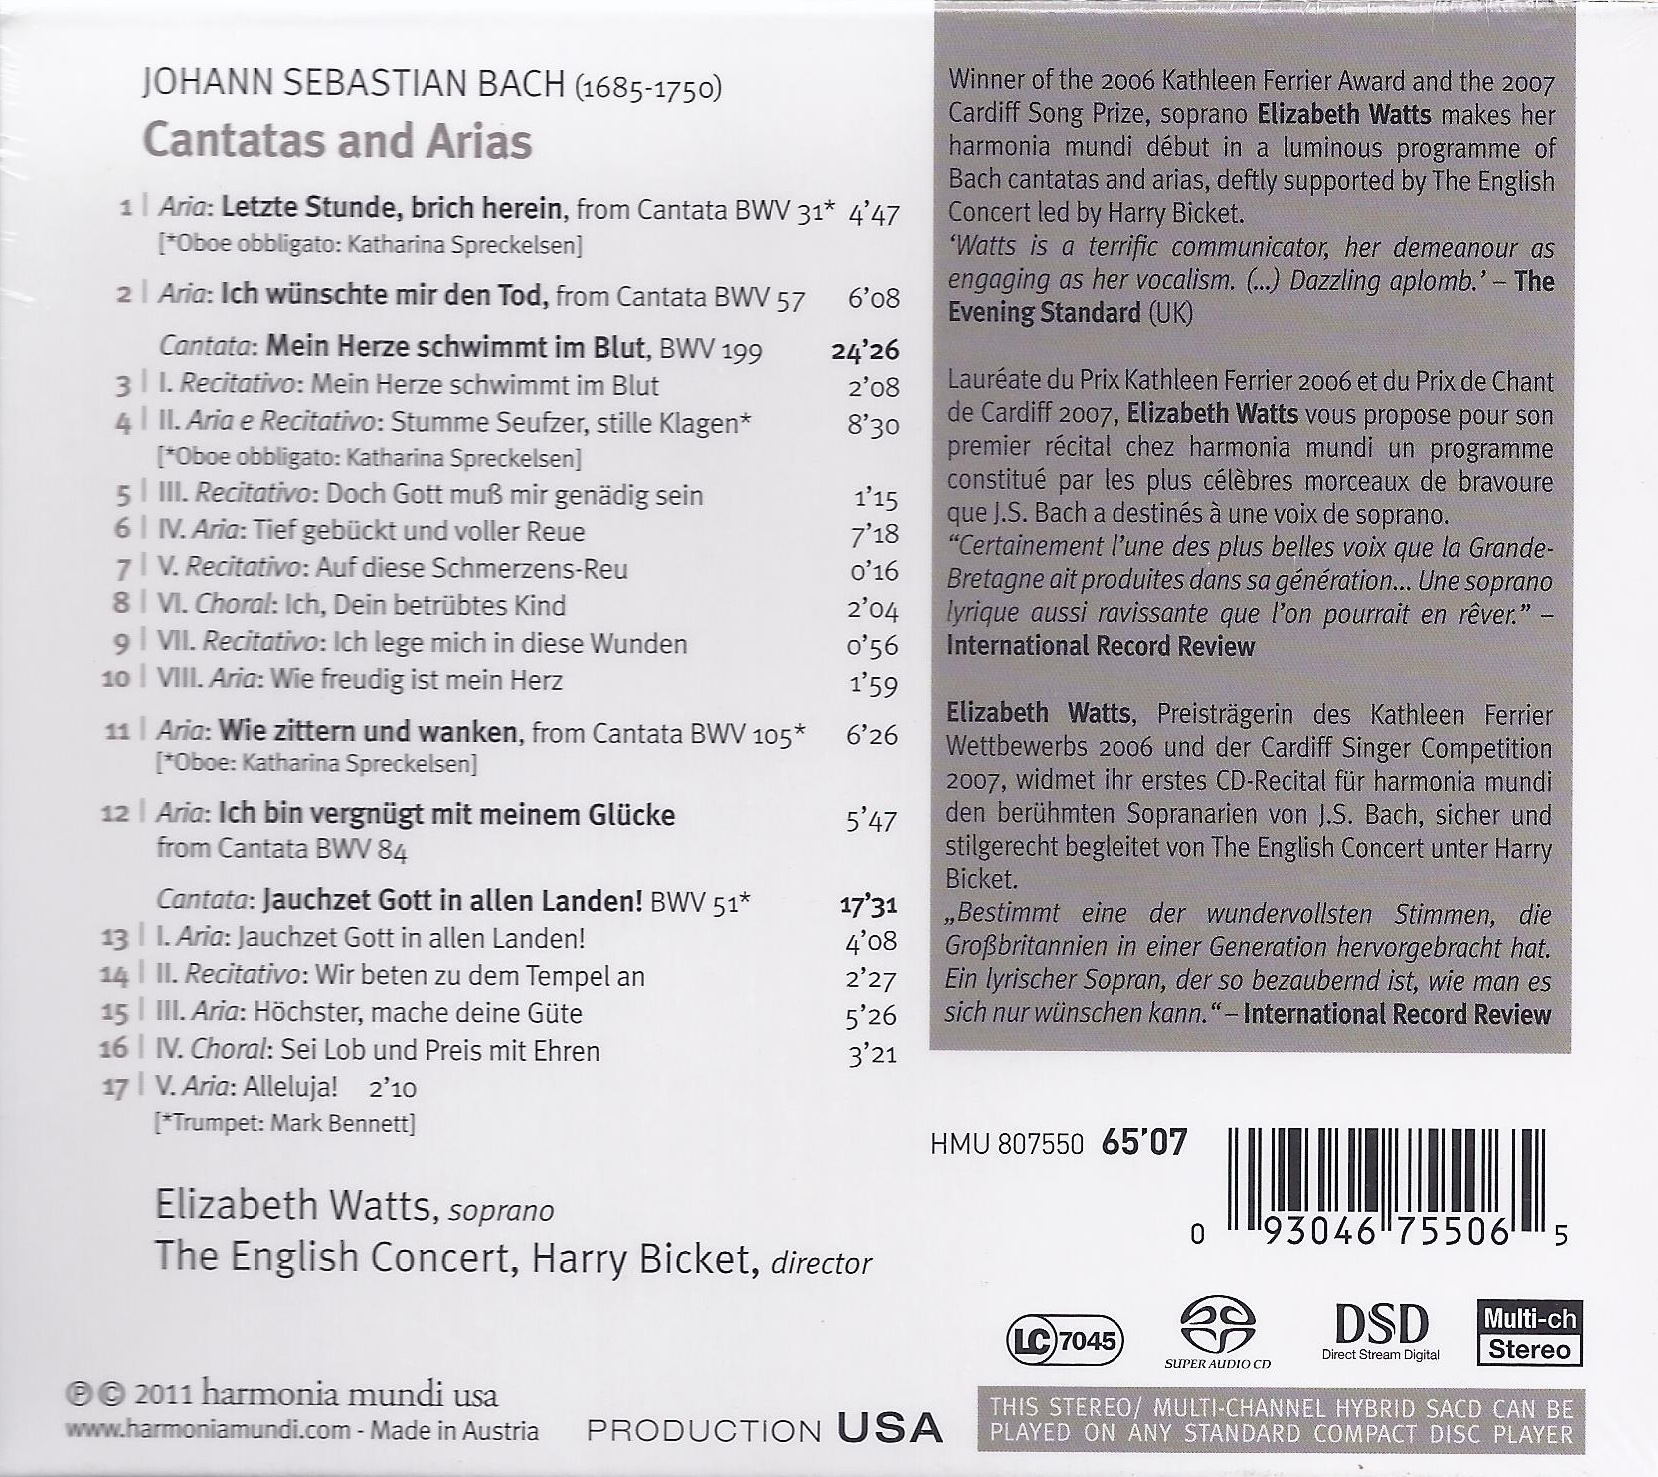 JOHANN SEBASTIAN BACH (1685-1750)
Cantatas and Arias
1 | Aria: Letzte Stunde, brich herein, from Cantata BWV 31* 4'47
[*Oboe obbligato: Katharina Spreckelsen]
2 | Aria: Ich wünschte mir den Tod, from Cantata BWV 57 6'08
Cantata: Mein Herze schwimmt im Blut, BWV 199 24'26
3 | I. Recitativo: Mein Herze schwimmt im Blut 2'08
4 | II. Aria e Recitativo: Stumme Seufzer, stille Klagen* 8'30
[*Oboe obbligato: Katharina Spreckelsen]
5 | III. Recitativo: Doch Gott muß mir genädig sein 1'15
6 | IV. Aria: Tief gebückt und voller Reue 7'18
7 | V. Recitativo: Auf diese Schmerzens-Reu 0'16
8 | VI. Choral: Ich, Dein betrübtes Kind 2'04
9 | VII. Recitativo: Ich lege mich in diese Wunden 0'56
10 | VIII. Aria: Wie freudig ist mein Herz 1'59
11 | Aria: Wie zittern und wanken, from Cantata BWV 105* 6'26
[*Oboe: Katharina Spreckelsen]
12 | Aria: Ich bin vergnügt mit meinem Glücke 5'47
from Cantata BWV 84
Cantata: Jauchzet Gott in allen Landen! BWV 51* 17'31
13 | I. Aria: Jauchzet Gott in allen Landen! 4'08
14 | II. Recitativo: Wir beten zu dem Tempel an 2'27
15 | III. Aria: Höchster, mache deine Güte 5'26
16 | IV. Choral: Sei Lob und Preis mit Ehren 3'21
17 | V. Aria: Alleluja! 2'10
[*Trumpet: Mark Bennett]
Elizabeth Watts, soprano
The English Concert, Harry Bicket, director
℗ © 2011 harmonia mundi usa
www.harmoniamundi.com - Made in Austria
PRODUCTION USA
Winner of the 2006 Kathleen Ferrier Award and the 2007
Cardiff Song Prize, soprano Elizabeth Watts makes her
harmonia mundi début in a luminous programme of
Bach cantatas and arias, deftly supported by The English
Concert led by Harry Bicket.
'Watts is a terrific communicator, her demeanour as
engaging as her vocalism. (...) Dazzling aplomb.' – The
Evening Standard (UK)
Lauréate du Prix Kathleen Ferrier 2006 et du Prix de Chant
de Cardiff 2007, Elizabeth Watts vous propose pour son
premier récital chez harmonia mundi un programme
constitué par les plus célèbres morceaux de bravoure
que J.S. Bach a destinés à une voix de soprano.
"Certainement l'une des plus belles voix que la Grande-
Bretagne ait produites dans sa génération... Une soprano
lyrique aussi ravissante que l'on pourrait en rêver." –
International Record Review
Elizabeth Watts, Preisträgerin des Kathleen Ferrier
Wettbewerbs 2006 und der Cardiff Singer Competition
2007, widmet ihr erstes CD-Recital für harmonia mundi
den berühmten Sopranarien von J.S. Bach, sicher und
stilgerecht begleitet von The English Concert unter Harry
Bicket.
„Bestimmt eine der wundervollsten Stimmen, die
Großbritannien in einer Generation hervorgebracht hat.
Ein lyrischer Sopran, der so bezaubernd ist, wie man es
sich nur wünschen kann." – International Record Review
HMU 807550 65'07
0 93046 75506 5
LC 7045
SUPER AUDIO CD
DSD
Direct Stream Digital
Multi-ch
Stereo
THIS STEREO/ MULTI-CHANNEL HYBRID SACD CAN BE
PLAYED ON ANY STANDARD COMPACT DISC PLAYER